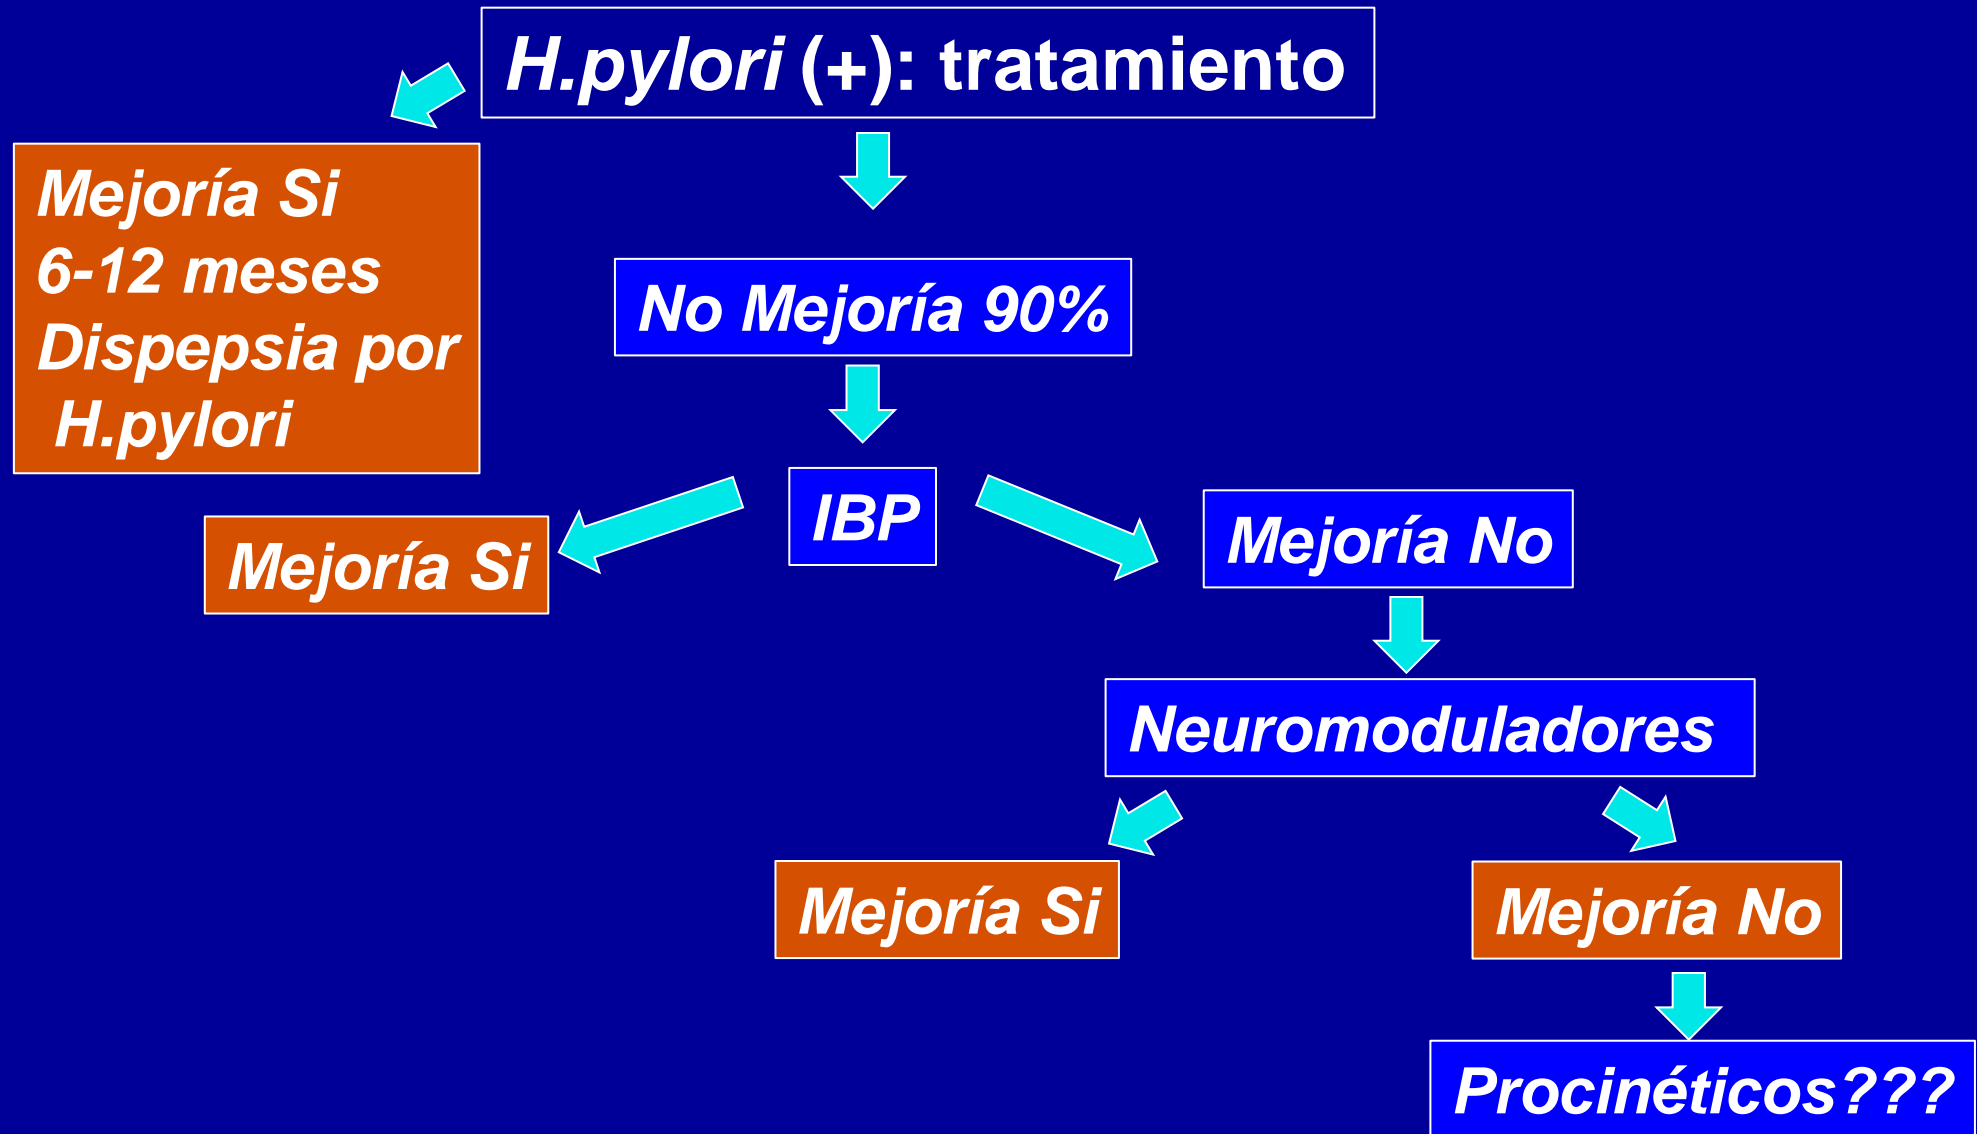 H.pylori (+): tratamiento
Mejoría Si
6-12 meses
Dispepsia por
H.pylori
No Mejoría 90%
IBP
Mejoría Si
Mejoría No
Neuromoduladores
Mejoría Si
Mejoría No
Procinéticos???